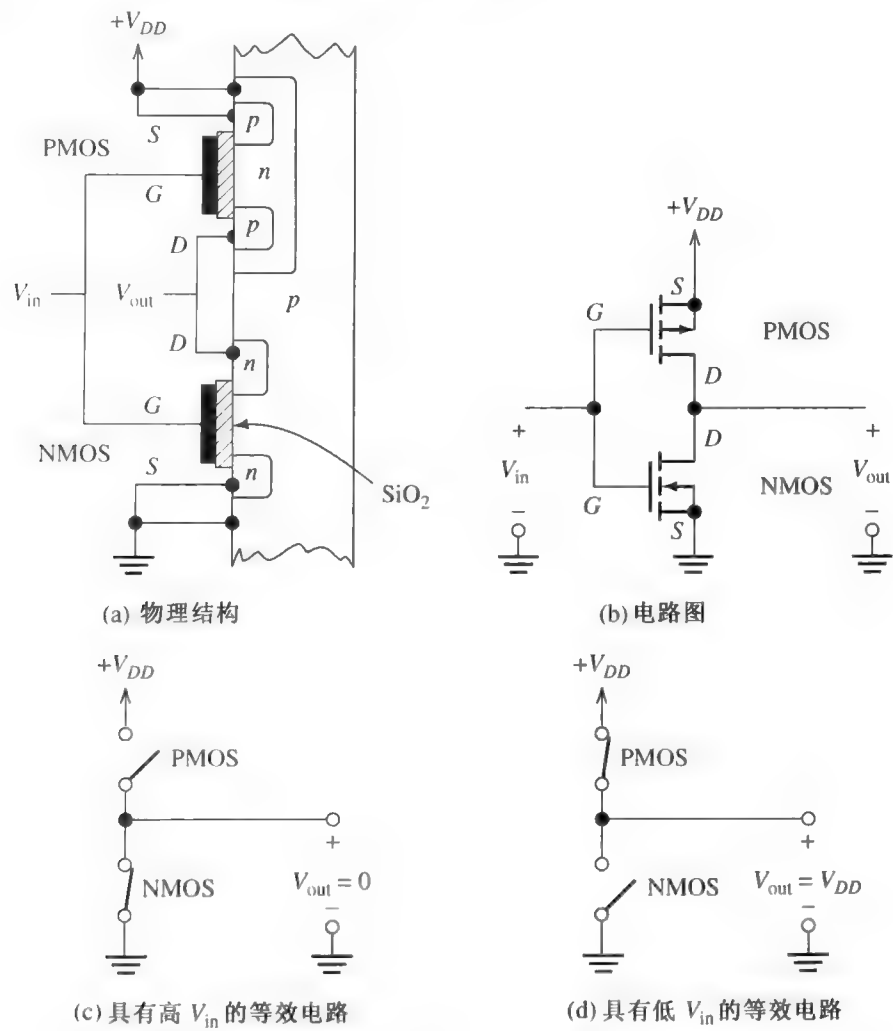 +V_DD
S
p
PMOS
n
G
p
D
V_in
V_out
p
D
n
G
NMOS
S
n
SiO₂
(a) 物理结构
+V_DD
S
G
PMOS
D
D
+
+
V_in
V_out
G
NMOS
−
S
−
(b) 电路图
+V_DD
PMOS
+
NMOS
V_out = 0
−
(c) 具有高 V_in 的等效电路
+V_DD
PMOS
+
NMOS
V_out = V_DD
−
(d) 具有低 V_in 的等效电路